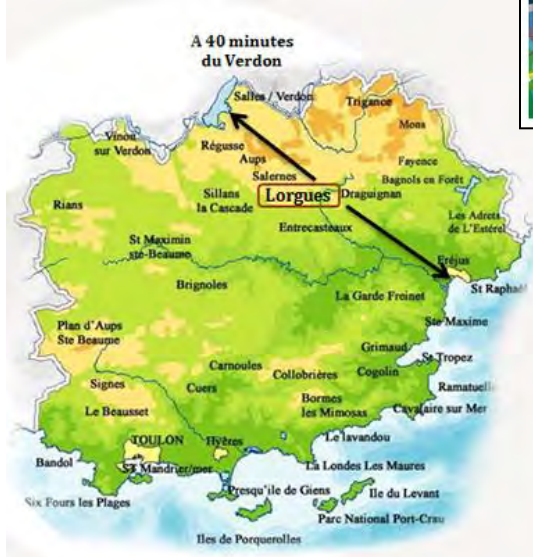 A 40 minutes
du Verdon
Salles / Verdon
Trigance
Vinon
sur Verdon
Mons
Régusse
Aups
Fayence
Salernes
Bagnols en Forêt
Sillans
la Cascade
Lorgues
Draguignan
Rians
Les Adrets
de L'Estérel
Entrecasteaux
St Maximin
ste-Beaume
Fréjus
St Raphaël
Brignoles
La Garde Freinet
Ste Maxime
Plan d'Aups
Ste Beaume
Grimaud
St Tropez
Carnoules
Collobrières
Cogolin
Signes
Cuers
Ramatuelle
Bormes
les Mimosas
Le Beausset
Cavalaire sur Mer
TOULON
Hyères
Le lavandou
Bandol
ST Mandrier/mer
La Londes Les Maures
Presqu'ile de Giens
Ile du Levant
Six Fours les Plages
Parc National Port-Crau
Iles de Porquerolles